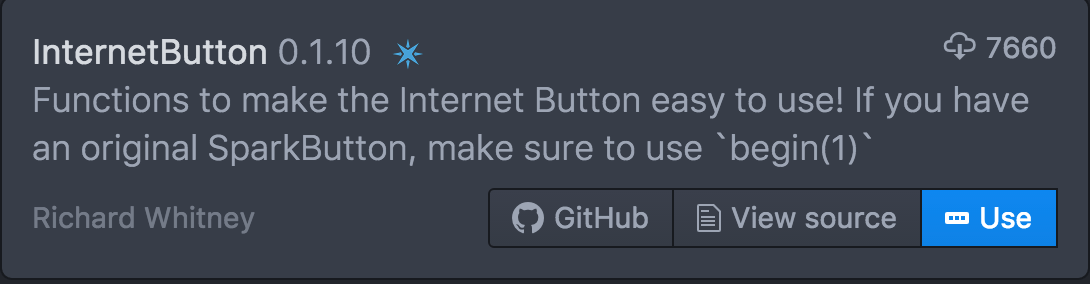 InternetButton 0.1.10 7660
Functions to make the Internet Button easy to use! If you have
an original SparkButton, make sure to use `begin(1)`
Richard Whitney GitHub View source Use